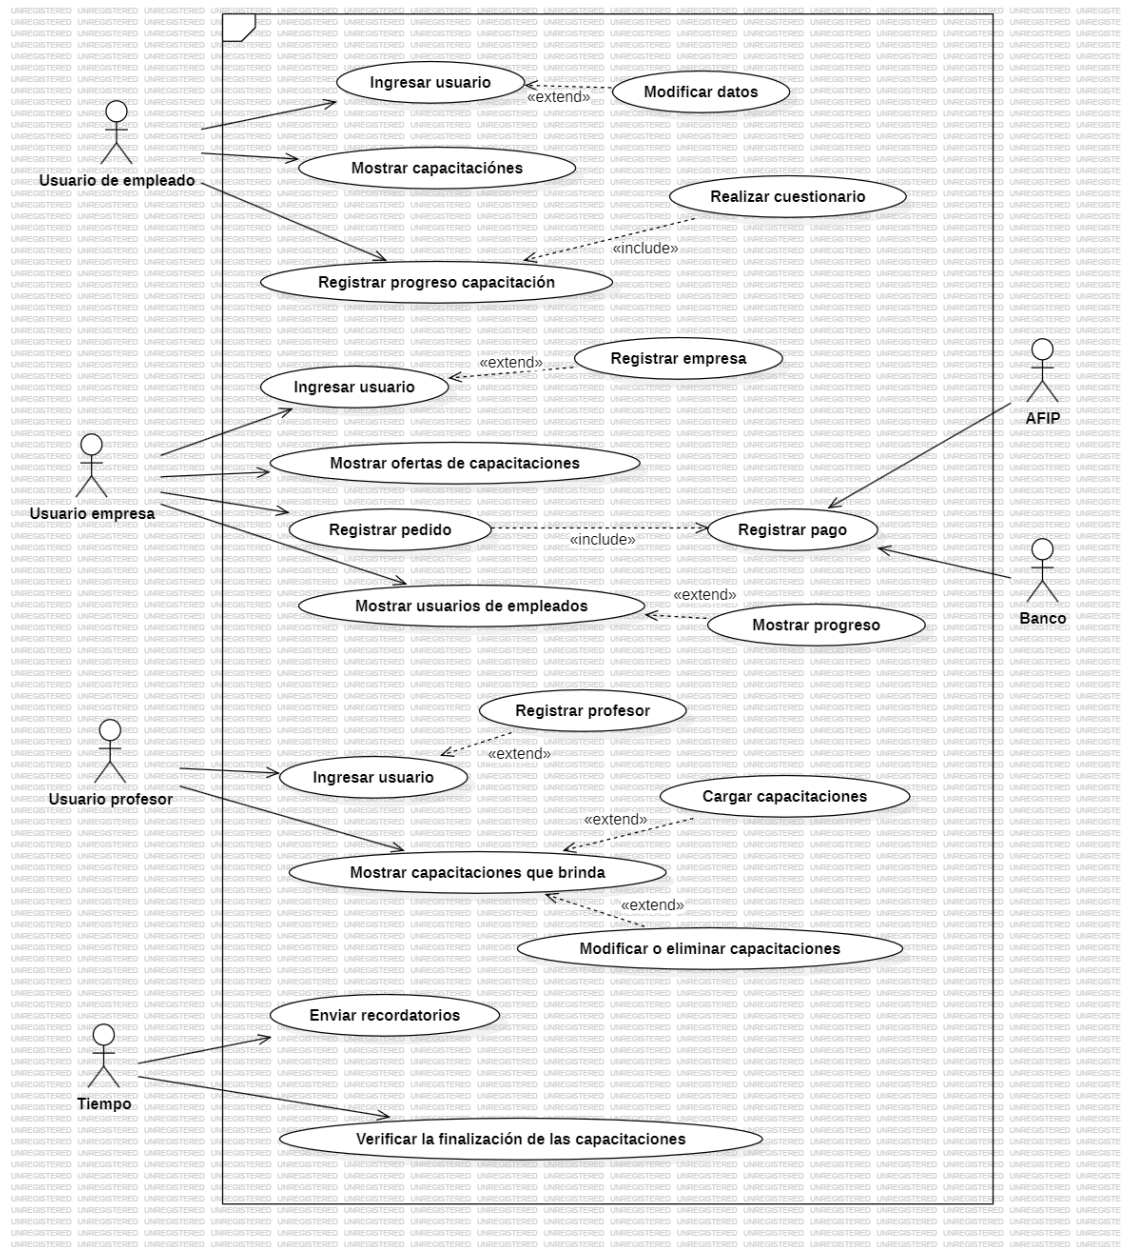 Ingresar usuario
Modificar datos
«extend»
Usuario de empleado
Mostrar capacitaciónes
Realizar cuestionario
«include»
Registrar progreso capacitación
Registrar empresa
«extend»
Ingresar usuario
AFIP
Mostrar ofertas de capacitaciones
Usuario empresa
Registrar pedido
«include»
Registrar pago
Mostrar usuarios de empleados
«extend»
Mostrar progreso
Banco
Registrar profesor
«extend»
Ingresar usuario
Usuario profesor
Cargar capacitaciones
«extend»
Mostrar capacitaciones que brinda
«extend»
Modificar o eliminar capacitaciones
Enviar recordatorios
Tiempo
Verificar la finalización de las capacitaciones
UNREGISTERED